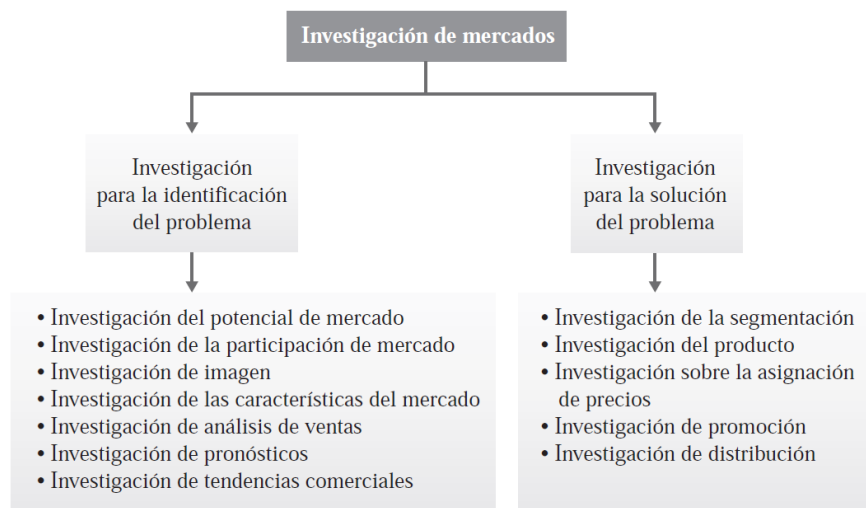 Investigación de mercados
Investigación
para la identificación
del problema
Investigación
para la solución
del problema
• Investigación del potencial de mercado
• Investigación de la participación de mercado
• Investigación de imagen
• Investigación de las características del mercado
• Investigación de análisis de ventas
• Investigación de pronósticos
• Investigación de tendencias comerciales
• Investigación de la segmentación
• Investigación del producto
• Investigación sobre la asignación
de precios
• Investigación de promoción
• Investigación de distribución